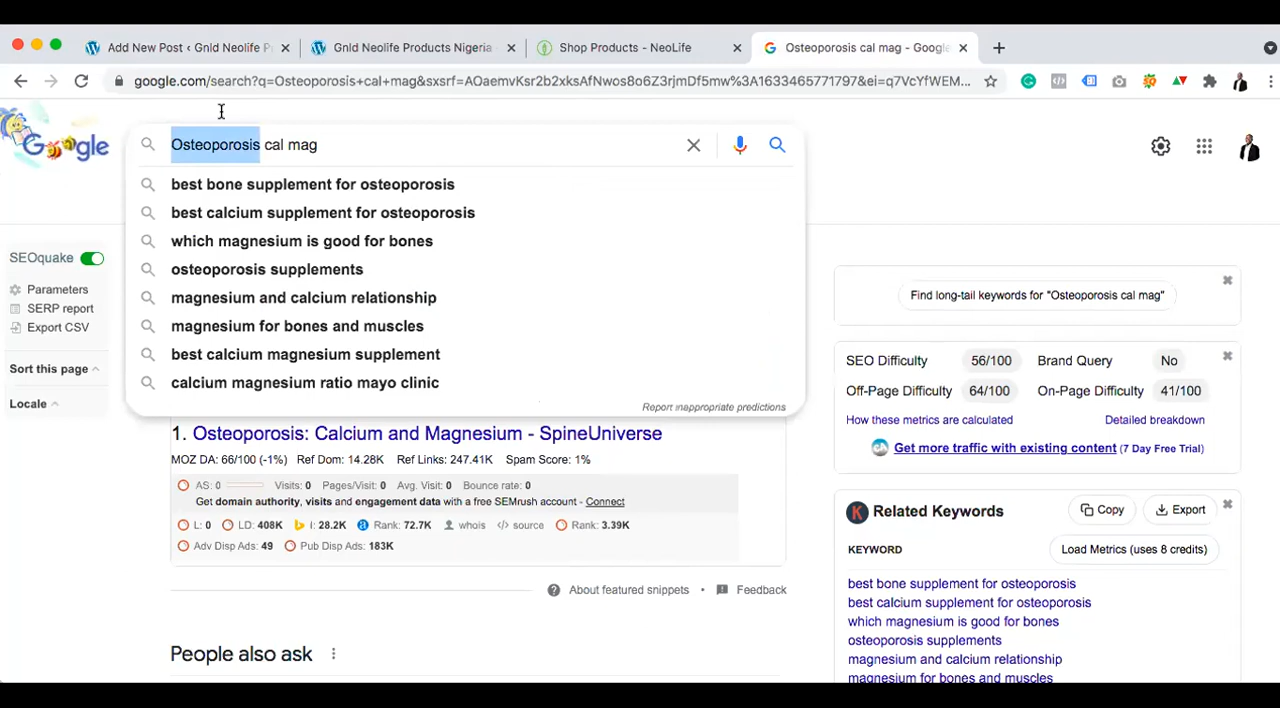 Add New Post ‹ Gnld Neolife P
Gnld Neolife Products Nigeria
Shop Products - NeoLife
Osteoporosis cal mag - Google
google.com/search?q=Osteoporosis+cal+mag&sxsrf=AOaemvKsr2b2xksAfNwos8o6Z3rjmDf5mw%3A1633465771797&ei=q7VcYfWEM...
Google
Osteoporosis cal mag
best bone supplement for osteoporosis
best calcium supplement for osteoporosis
which magnesium is good for bones
osteoporosis supplements
magnesium and calcium relationship
magnesium for bones and muscles
best calcium magnesium supplement
calcium magnesium ratio mayo clinic
Report inappropriate predictions
SEOquake
Parameters
SERP report
Export CSV
Sort this page
Locale
1. Osteoporosis: Calcium and Magnesium - SpineUniverse
MOZ DA: 66/100 (-1%) Ref Dom: 14.28K Ref Links: 247.41K Spam Score: 1%
AS: 0 Visits: 0 Pages/Visit: 0 Avg. Visit: 0 Bounce rate: 0
Get domain authority, visits and engagement data with a free SEMrush account - Connect
L: 0 LD: 408K I: 28.2K Rank: 72.7K whois source Rank: 3.39K
Adv Disp Ads: 49 Pub Disp Ads: 183K
About featured snippets • Feedback
People also ask
Find long-tail keywords for "Osteoporosis cal mag"
SEO Difficulty 56/100 Brand Query No
Off-Page Difficulty 64/100 On-Page Difficulty 41/100
How these metrics are calculated Detailed breakdown
Get more traffic with existing content (7 Day Free Trial)
Related Keywords Copy Export
KEYWORD Load Metrics (uses 8 credits)
best bone supplement for osteoporosis
best calcium supplement for osteoporosis
which magnesium is good for bones
osteoporosis supplements
magnesium and calcium relationship
magnesium for bones and muscles